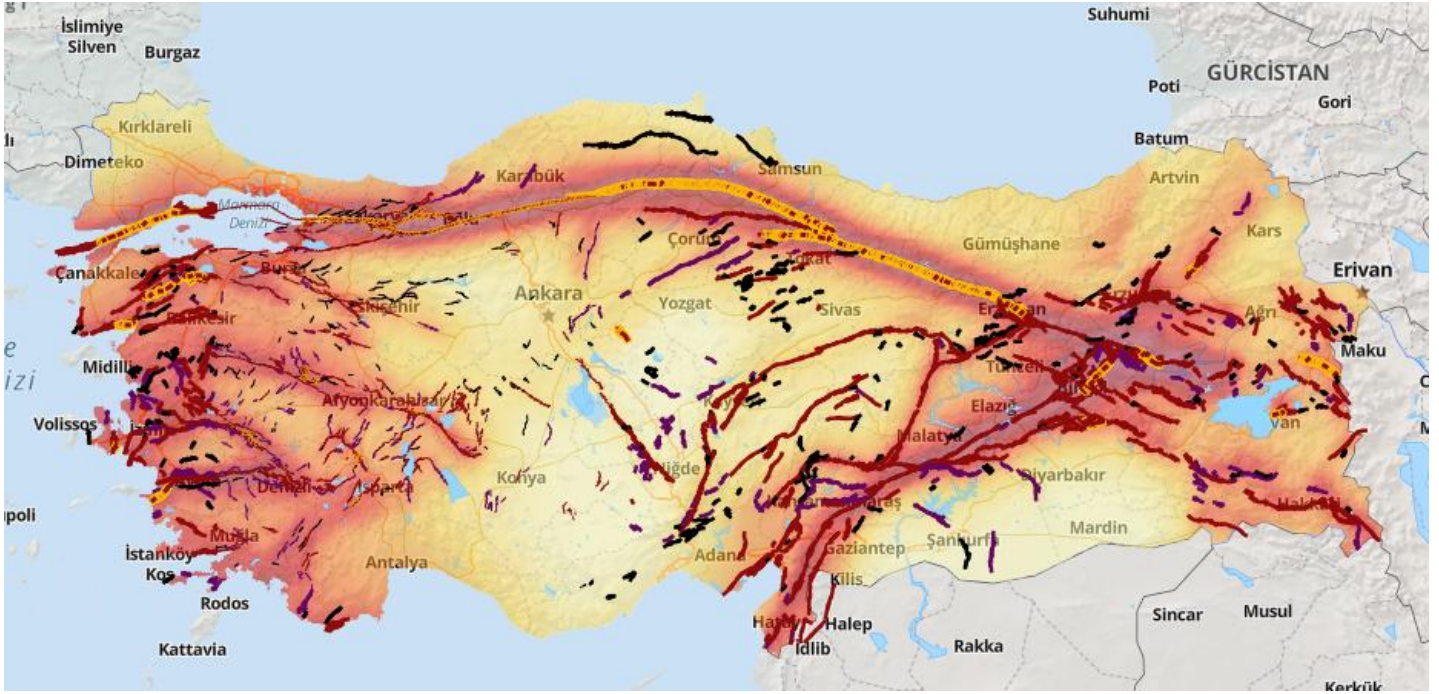 İslimiye
Silven
Burgaz
Suhumi
GÜRCİSTAN
Poti
Gori
Batum
Kırklareli
Dimeteko
Karabük
Samsun
Artvin
Marmara
Denizi
Çorum
Gümüşhane
Kars
Çanakkale
Bursa
Tokat
Erivan
Ankara
Yozgat
Sivas
Eskişehir
Balıkesir
Ağrı
Maku
Midilli
Tunceli
Afyonkarahisar
Elazığ
Van
Volissos
Malatya
Konya
Niğde
Diyarbakır
Denizli
Isparta
Kahramanmaraş
Hakkari
Muğla
Mardin
İstanköy
Kos
Antalya
Adana
Gaziantep
Şanlıurfa
Kilis
Rodos
Hatay
Halep
İdlib
Sincar
Musul
Kattavia
Rakka
Kerkük